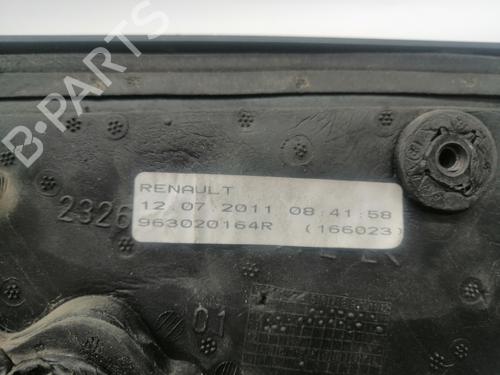 B-PARTS
RENAULT
12.07.2011 08:41:58
2326
963020164R (166023)
01